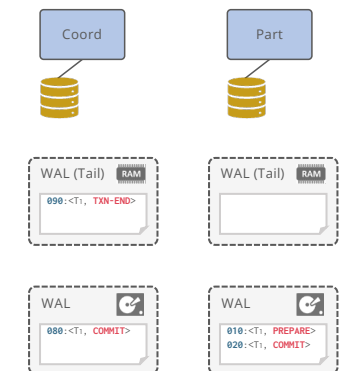 Coord
Part
WAL (Tail)
RAM
WAL (Tail)
RAM
090:<T₁, TXN-END>
WAL
WAL
080:<T₁, COMMIT>
010:<T₁, PREPARE>
020:<T₁, COMMIT>